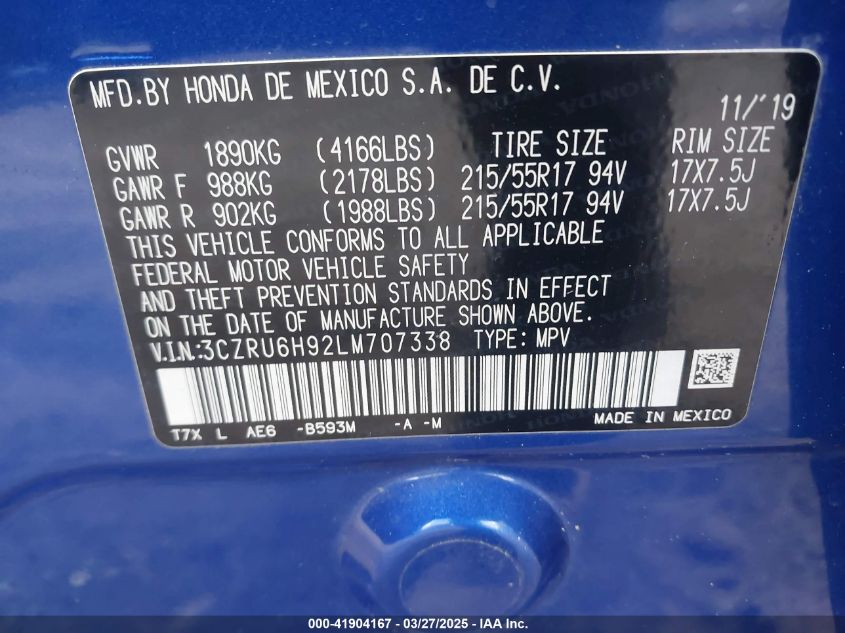 MFD.BY HONDA DE MEXICO S.A. DE C.V.
11/'19
GVWR 1890KG (4166LBS) TIRE SIZE RIM SIZE
GAWR F 988KG (2178LBS) 215/55R17 94V 17X7.5J
GAWR R 902KG (1988LBS) 215/55R17 94V 17X7.5J
THIS VEHICLE CONFORMS TO ALL APPLICABLE
FEDERAL MOTOR VEHICLE SAFETY
AND THEFT PREVENTION STANDARDS IN EFFECT
ON THE DATE OF MANUFACTURE SHOWN ABOVE.
V.I.N.:3CZRU6H92LM707338 TYPE: MPV
T7X L AE6 -B593M -A -M MADE IN MEXICO
000-41904167 - 03/27/2025 - IAA Inc.